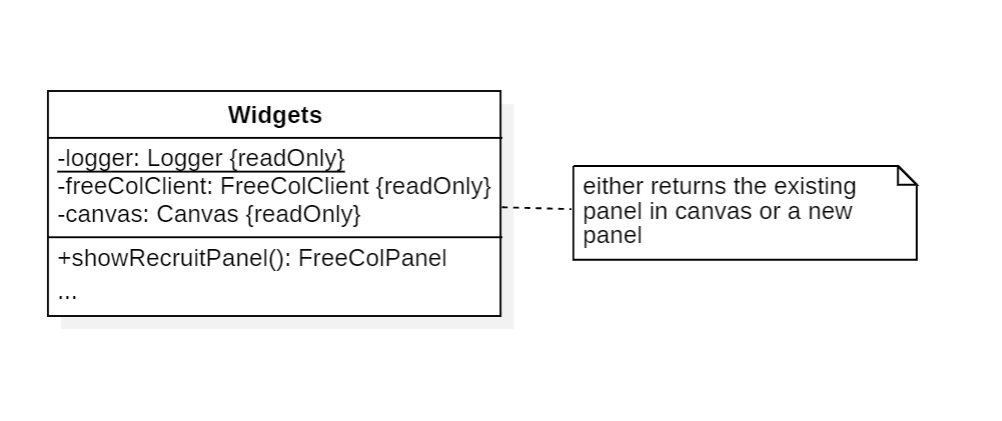 Widgets
-logger: Logger {readOnly}
-freeColClient: FreeColClient {readOnly}
-canvas: Canvas {readOnly}
+showRecruitPanel(): FreeColPanel
...
either returns the existing
panel in canvas or a new
panel